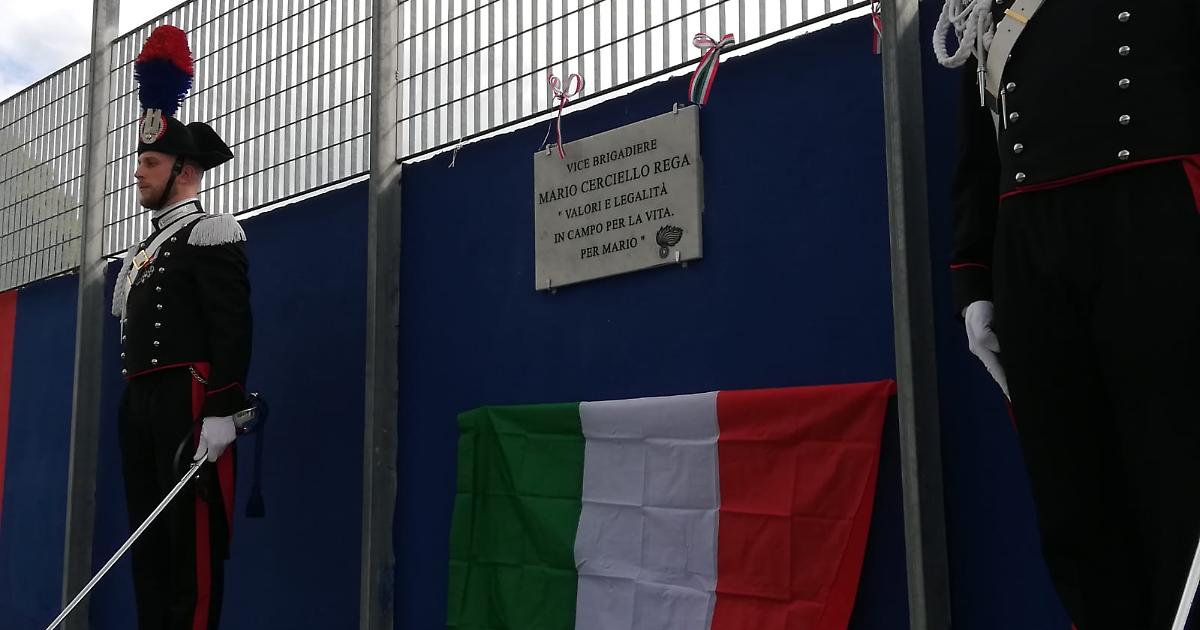 VICE BRIGADIERE
MARIO CERCIELLO REGA
" VALORI E LEGALITÀ
IN CAMPO PER LA VITA.
PER MARIO "